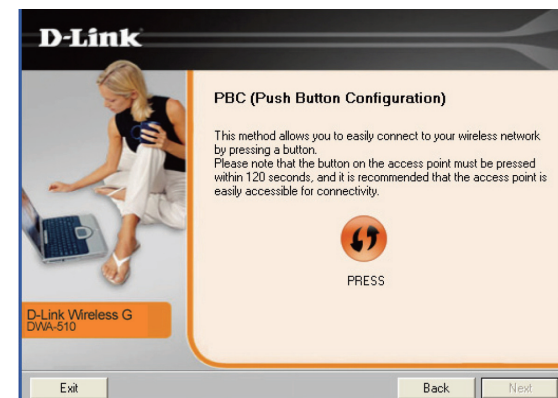 D-Link
PBC (Push Button Configuration)
This method allows you to easily connect to your wireless network
by pressing a button.
Please note that the button on the access point must be pressed
within 120 seconds, and it is recommended that the access point is
easily accessible for connectivity.
PRESS
D-Link Wireless G
DWA-510
Exit
Back
Next